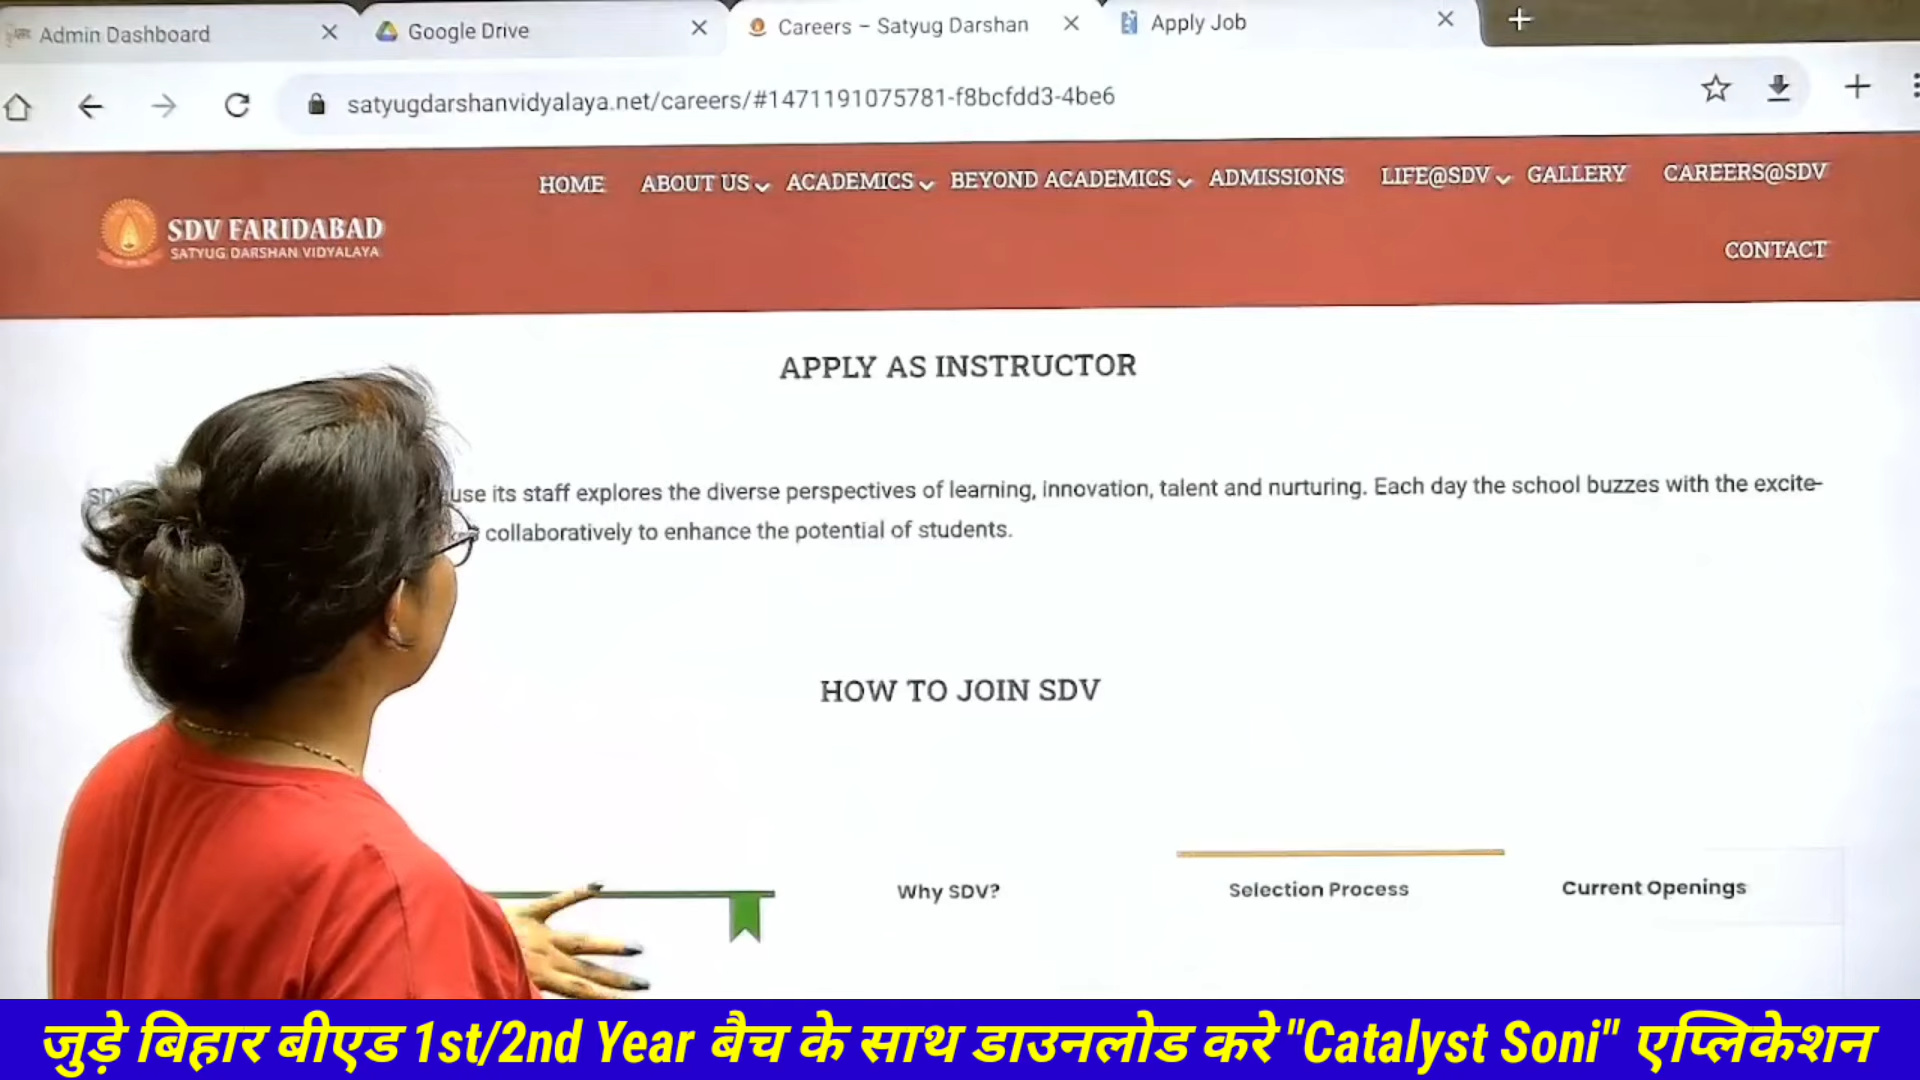 Admin Dashboard
Google Drive
Careers – Satyug Darshan
Apply Job
satyugdarshanvidyalaya.net/careers/#1471191075781-f8bcfdd3-4be6
HOME ABOUT US ACADEMICS BEYOND ACADEMICS ADMISSIONS LIFE@SDV GALLERY CAREERS@SDV
CONTACT
SDV FARIDABAD
SATYUG DARSHAN VIDYALAYA
APPLY AS INSTRUCTOR
its staff explores the diverse perspectives of learning, innovation, talent and nurturing. Each day the school buzzes with the excite-
collaboratively to enhance the potential of students.
HOW TO JOIN SDV
Why SDV?
Selection Process
Current Openings
जुड़े बिहार बीएड 1st/2nd Year बैच के साथ डाउनलोड करे "Catalyst Soni" एप्लिकेशन